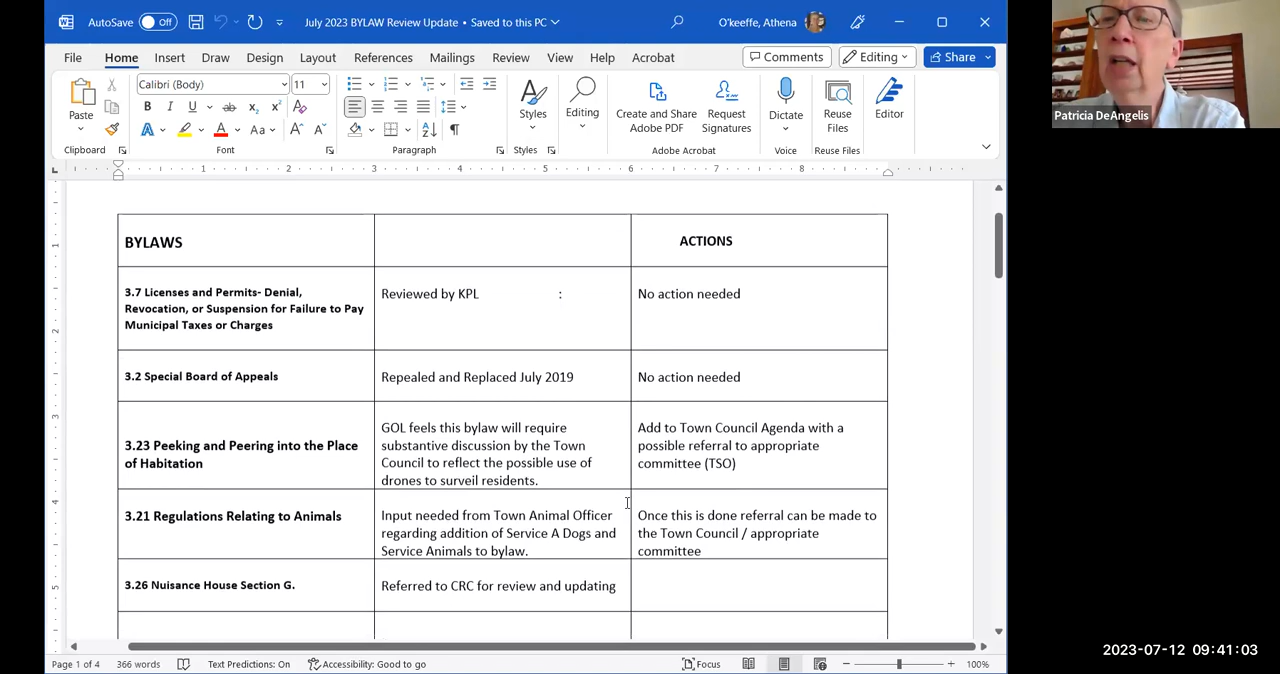 AutoSave Off July 2023 BYLAW Review Update • Saved to this PC O'keeffe, Athena
File Home Insert Draw Design Layout References Mailings Review View Help Acrobat Comments Editing Share
Calibri (Body) 11
Paste
Styles
Editing
Create and Share
Adobe PDF
Request
Signatures
Dictate
Reuse
Files
Editor
Clipboard Font Paragraph Styles Adobe Acrobat Voice Reuse Files
Patricia DeAngelis
1 2 3 4 5 6 7 8
BYLAWS
ACTIONS
3.7 Licenses and Permits- Denial,
Revocation, or Suspension for Failure to Pay
Municipal Taxes or Charges
Reviewed by KPL :
No action needed
3.2 Special Board of Appeals
Repealed and Replaced July 2019
No action needed
3.23 Peeking and Peering into the Place
of Habitation
GOL feels this bylaw will require
substantive discussion by the Town
Council to reflect the possible use of
drones to surveil residents.
Add to Town Council Agenda with a
possible referral to appropriate
committee (TSO)
3.21 Regulations Relating to Animals
Input needed from Town Animal Officer
regarding addition of Service A Dogs and
Service Animals to bylaw.
Once this is done referral can be made to
the Town Council / appropriate
committee
3.26 Nuisance House Section G.
Referred to CRC for review and updating
Page 1 of 4 366 words Text Predictions: On Accessibility: Good to go Focus 100%
2023-07-12 09:41:03